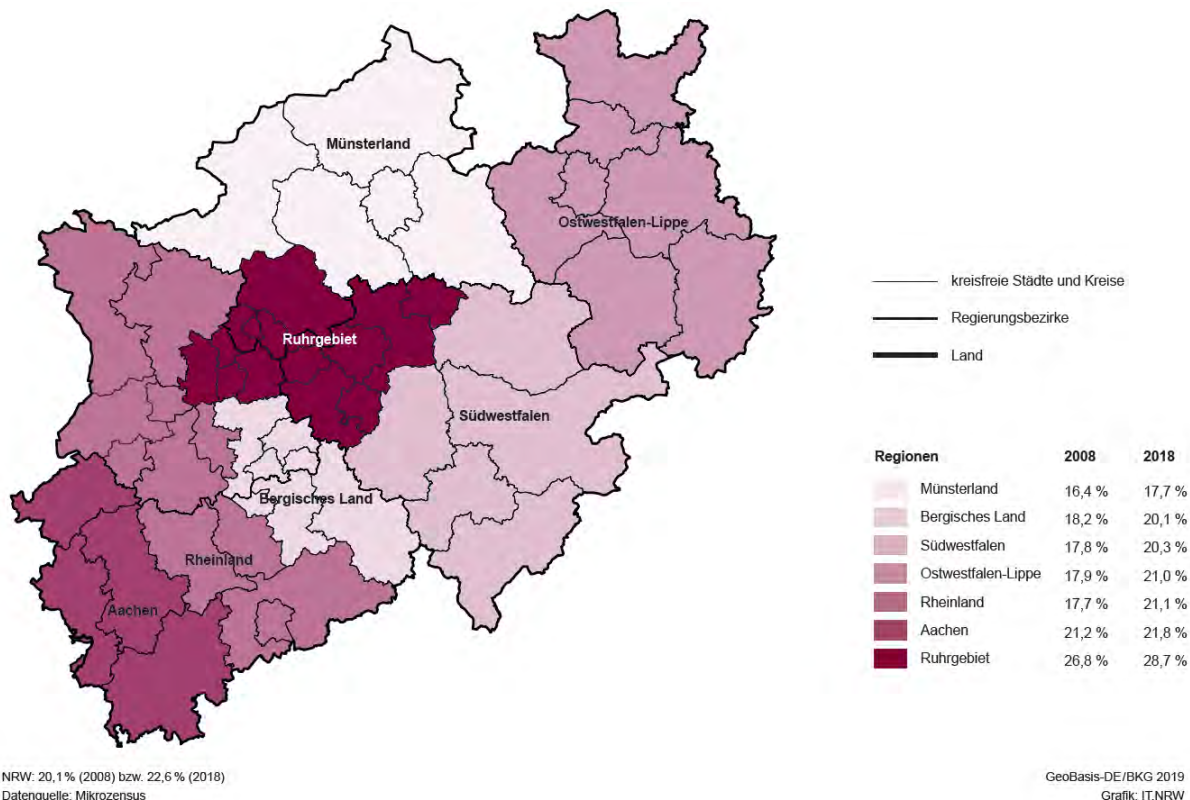 Münsterland
Ostwestfalen-Lippe
Ruhrgebiet
Südwestfalen
Bergisches Land
Rheinland
Aachen
kreisfreie Städte und Kreise
Regierungsbezirke
Land
Regionen 2008 2018
Münsterland 16,4 % 17,7 %
Bergisches Land 18,2 % 20,1 %
Südwestfalen 17,8 % 20,3 %
Ostwestfalen-Lippe 17,9 % 21,0 %
Rheinland 17,7 % 21,1 %
Aachen 21,2 % 21,8 %
Ruhrgebiet 26,8 % 28,7 %
NRW: 20,1 % (2008) bzw. 22,6 % (2018)
Datenquelle: Mikrozensus
GeoBasis-DE/BKG 2019
Grafik: IT.NRW